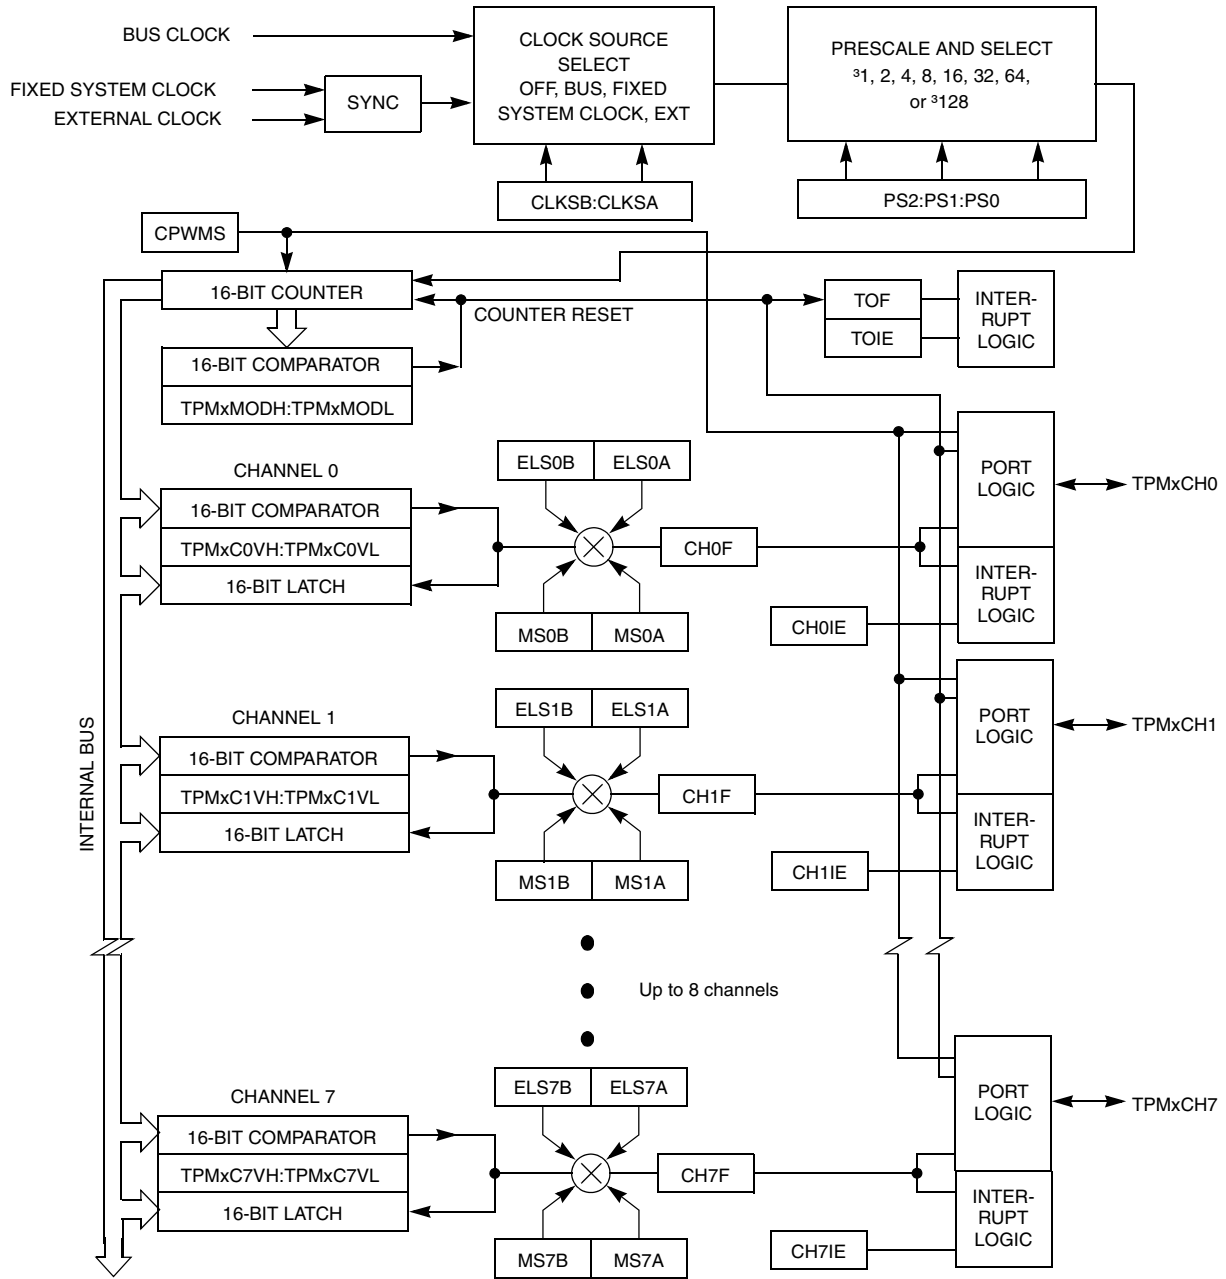 BUS CLOCK
FIXED SYSTEM CLOCK
EXTERNAL CLOCK
SYNC
CLOCK SOURCE
SELECT
OFF, BUS, FIXED
SYSTEM CLOCK, EXT
PRESCALE AND SELECT
³1, 2, 4, 8, 16, 32, 64,
or ³128
CLKSB:CLKSA
PS2:PS1:PS0
CPWMS
16-BIT COUNTER
COUNTER RESET
TOF
TOIE
INTER-
RUPT
LOGIC
16-BIT COMPARATOR
TPMxMODH:TPMxMODL
CHANNEL 0
16-BIT COMPARATOR
TPMxC0VH:TPMxC0VL
16-BIT LATCH
ELS0B
ELS0A
MS0B
MS0A
CH0F
CH0IE
PORT
LOGIC
INTER-
RUPT
LOGIC
TPMxCH0
INTERNAL BUS
CHANNEL 1
16-BIT COMPARATOR
TPMxC1VH:TPMxC1VL
16-BIT LATCH
ELS1B
ELS1A
MS1B
MS1A
CH1F
CH1IE
PORT
LOGIC
INTER-
RUPT
LOGIC
TPMxCH1
Up to 8 channels
CHANNEL 7
16-BIT COMPARATOR
TPMxC7VH:TPMxC7VL
16-BIT LATCH
ELS7B
ELS7A
MS7B
MS7A
CH7F
CH7IE
PORT
LOGIC
INTER-
RUPT
LOGIC
TPMxCH7